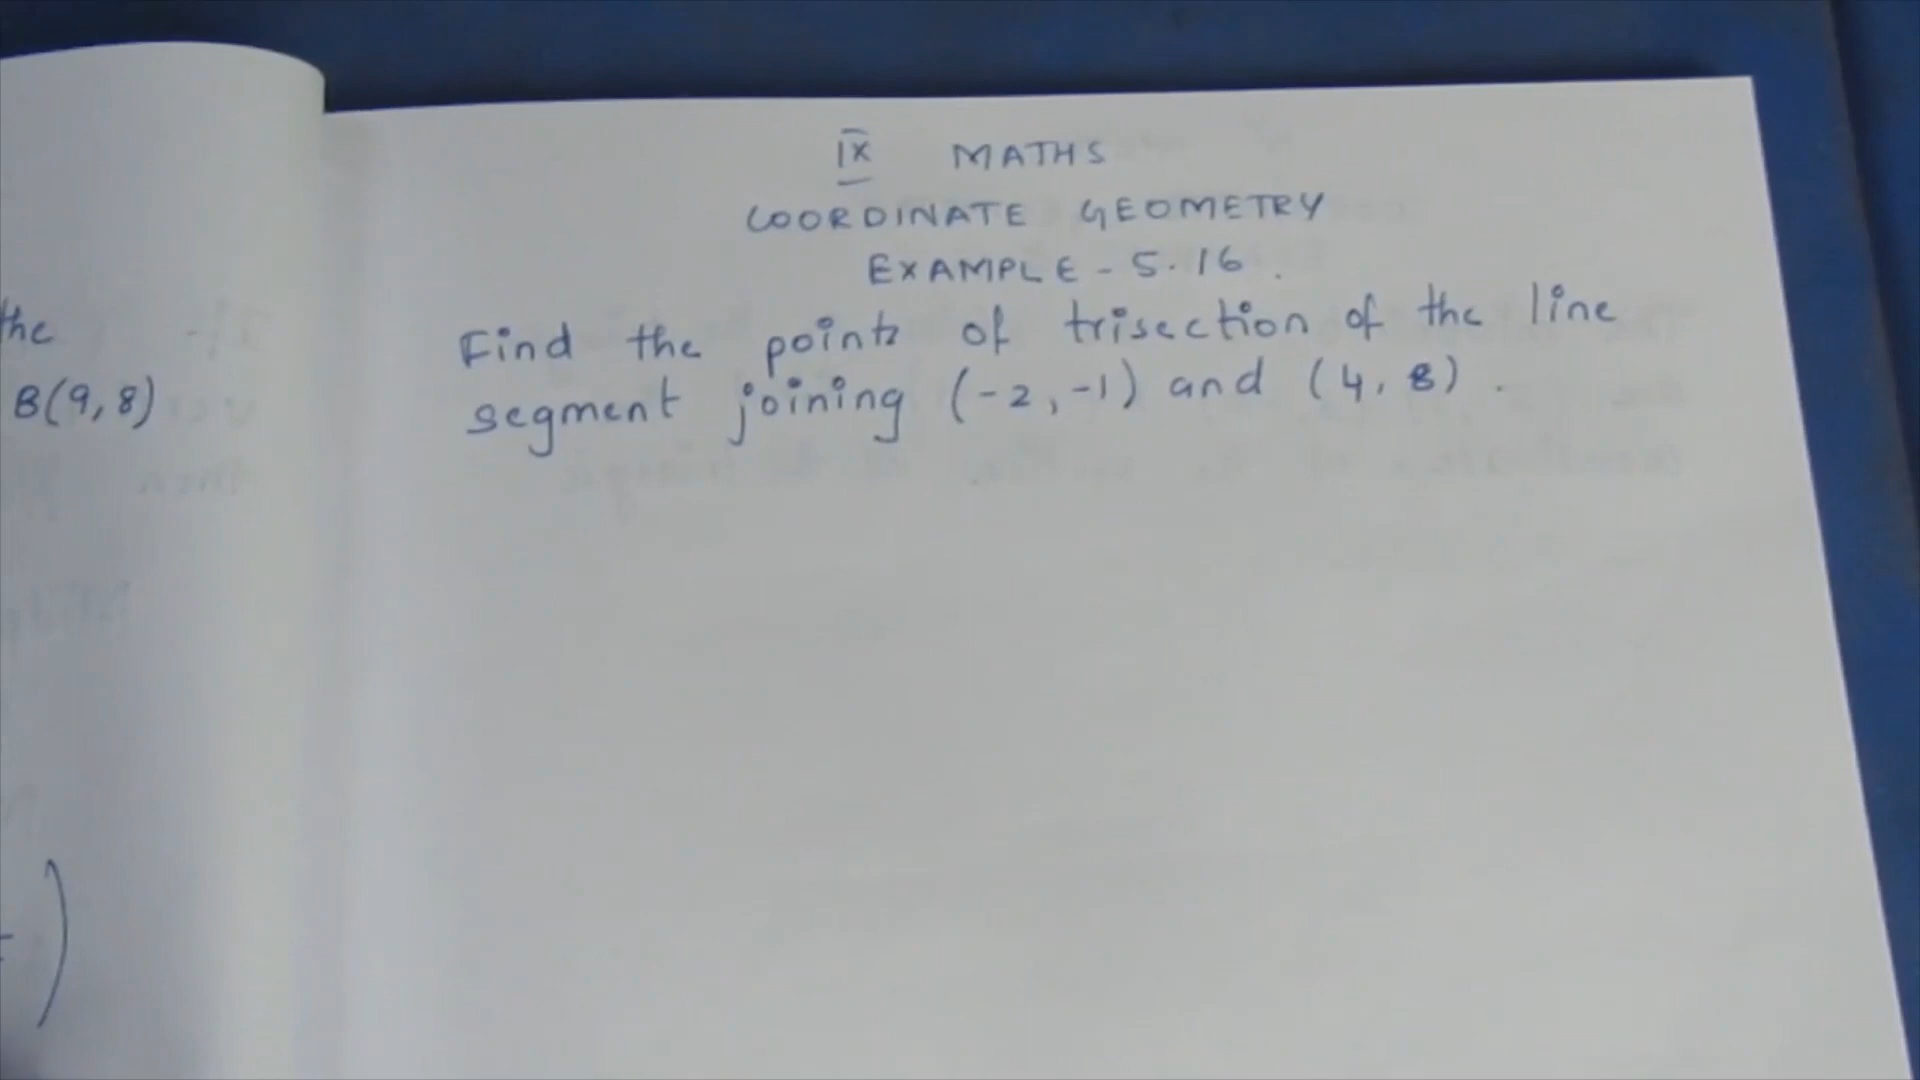 IX MATHS
COORDINATE GEOMETRY
EXAMPLE - 5.16.
Find the points of trisection of the line
segment joining (-2, -1) and (4, 8).
the
B(9, 8)
)